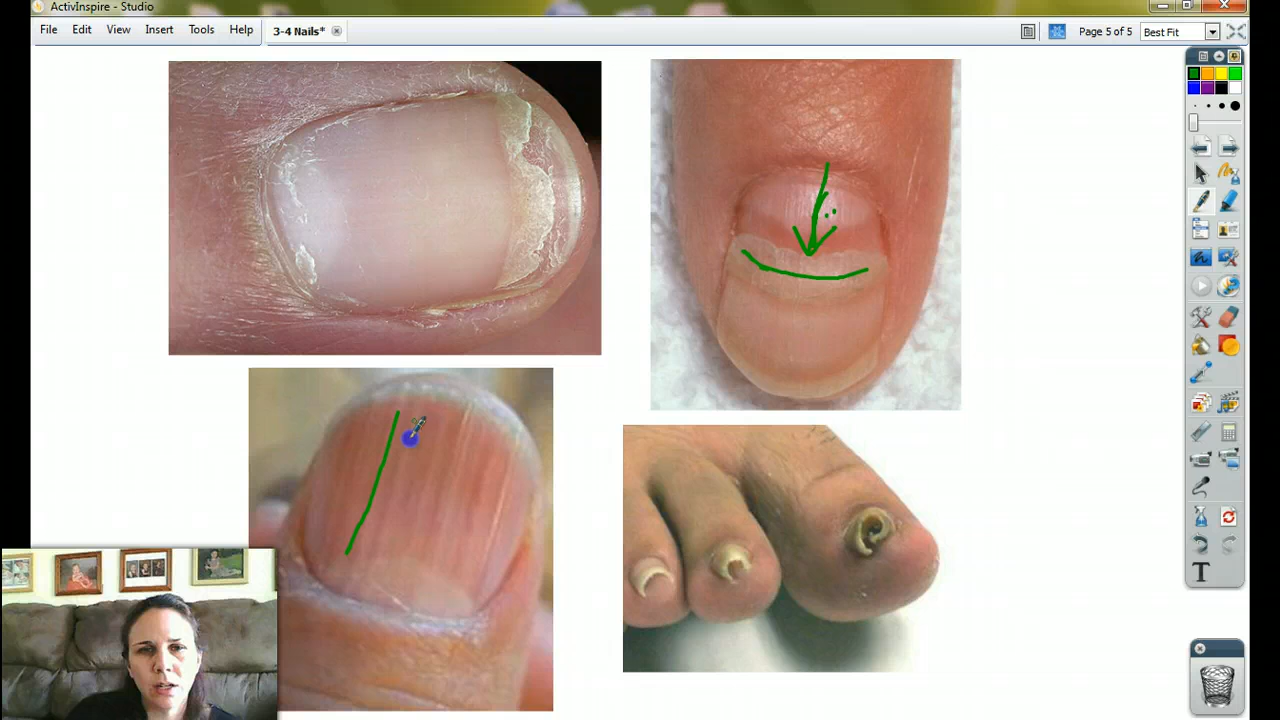 ActivInspire - Studio
File Edit View Insert Tools Help
3-4 Nails*
Page 5 of 5
Best Fit
T